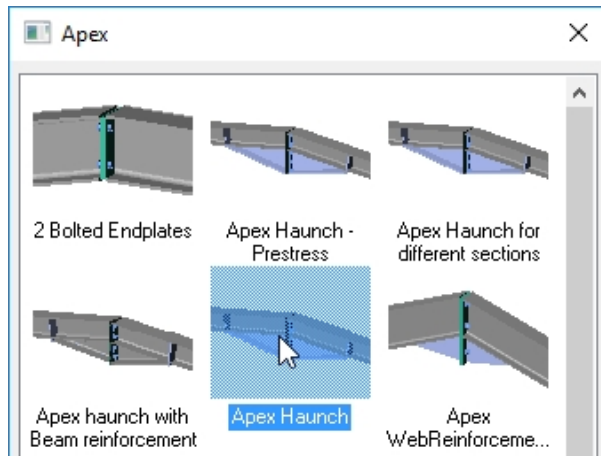 Apex
2 Bolted Endplates
Apex Haunch -
Prestress
Apex Haunch for
different sections
Apex haunch with
Beam reinforcement
Apex Haunch
Apex
WebReinforceme...